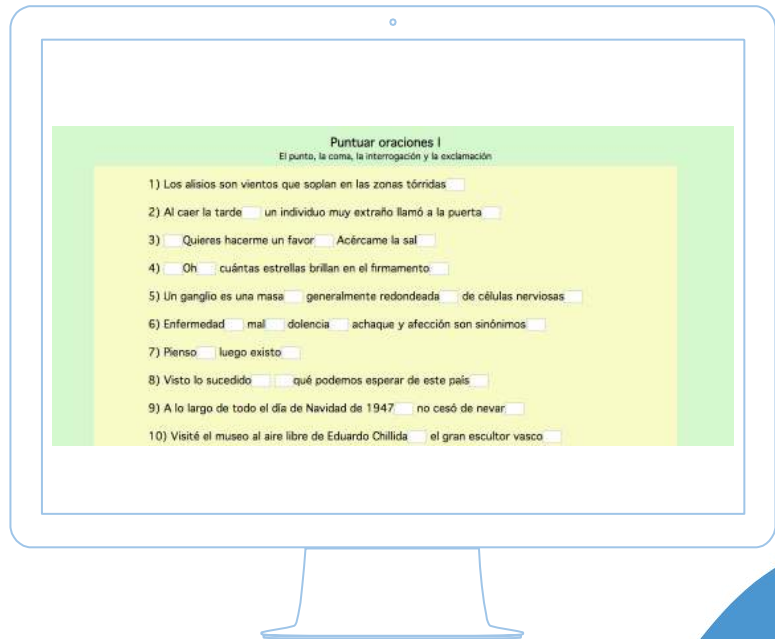 Puntuar oraciones I
El punto, la coma, la interrogación y la exclamación
1) Los alisios son vientos que soplan en las zonas tórridas
2) Al caer la tarde un individuo muy extraño llamó a la puerta
3) Quieres hacerme un favor Acércame la sal
4) Oh cuántas estrellas brillan en el firmamento
5) Un ganglio es una masa generalmente redondeada de células nerviosas
6) Enfermedad mal dolencia achaque y afección son sinónimos
7) Pienso luego existo
8) Visto lo sucedido qué podemos esperar de este país
9) A lo largo de todo el día de Navidad de 1947 no cesó de nevar
10) Visité el museo al aire libre de Eduardo Chillida el gran escultor vasco